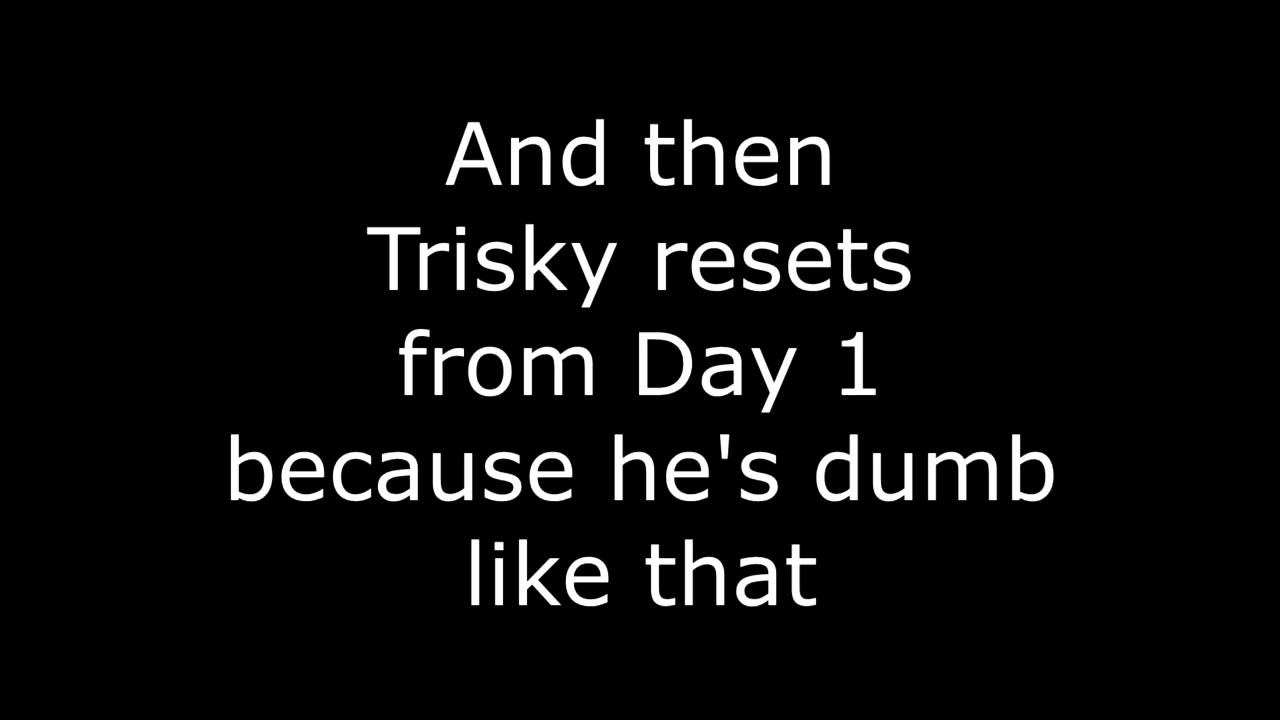 And then
Trisky resets
from Day 1
because he's dumb
like that